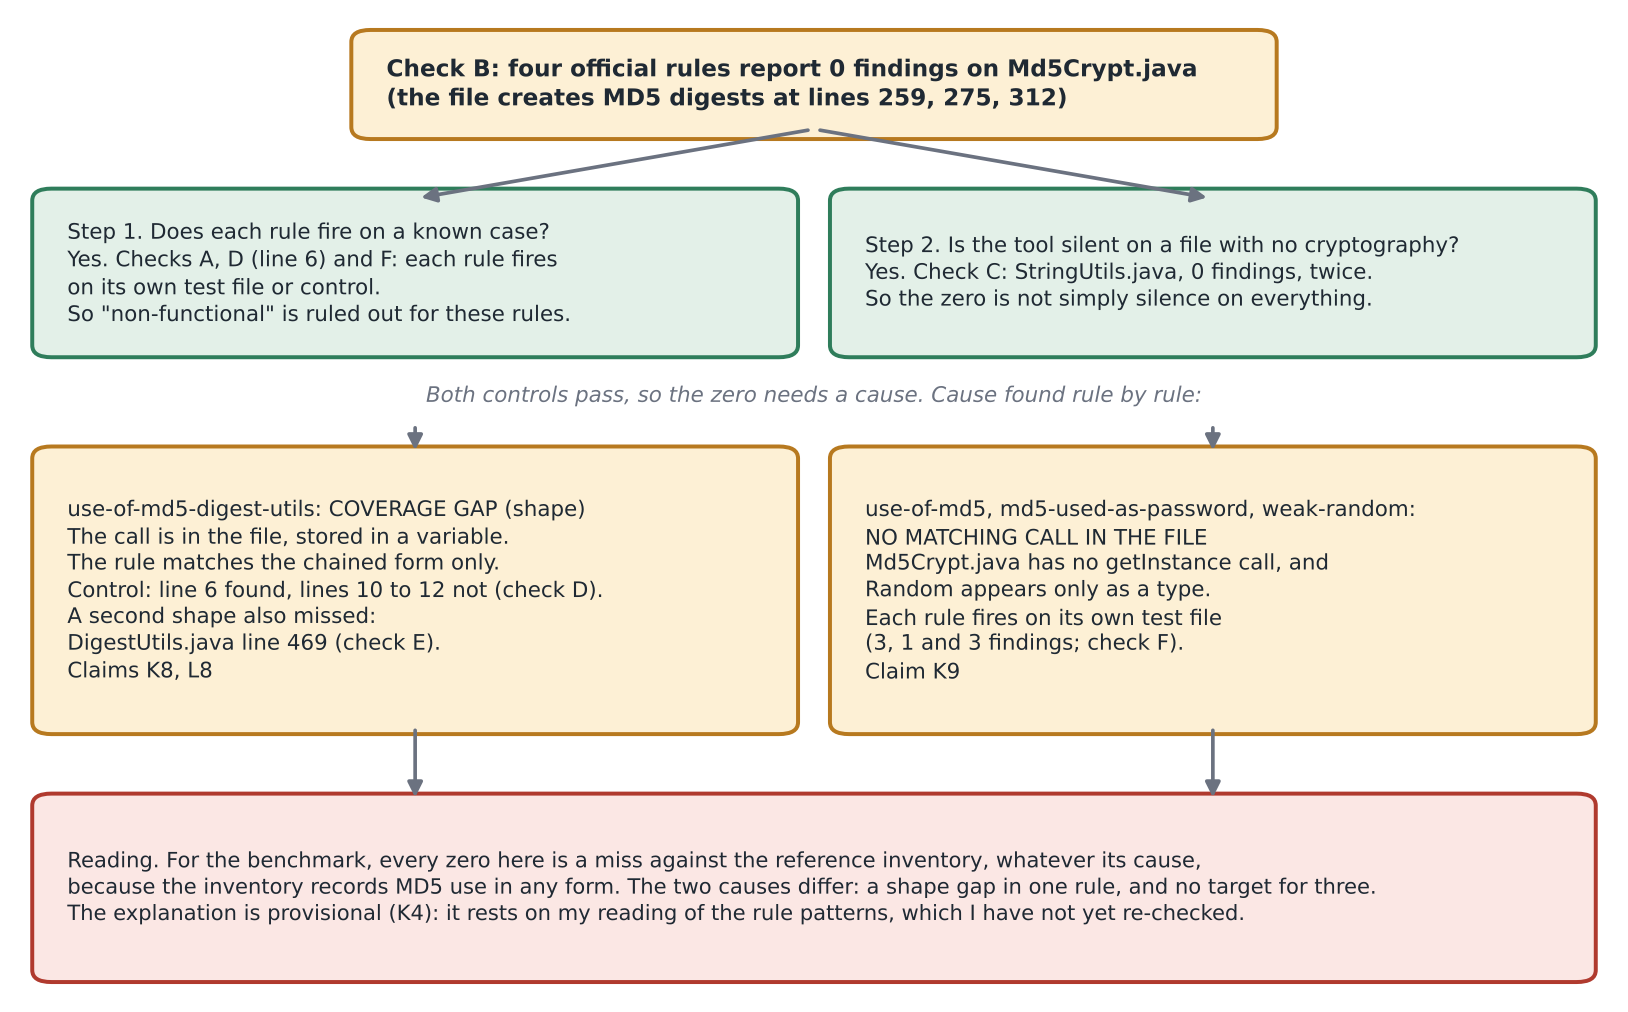 Check B: four official rules report 0 findings on Md5Crypt.java
(the file creates MD5 digests at lines 259, 275, 312)
Step 1. Does each rule fire on a known case?
Yes. Checks A, D (line 6) and F: each rule fires
on its own test file or control.
So "non-functional" is ruled out for these rules.
Step 2. Is the tool silent on a file with no cryptography?
Yes. Check C: StringUtils.java, 0 findings, twice.
So the zero is not simply silence on everything.
Both controls pass, so the zero needs a cause. Cause found rule by rule:
use-of-md5-digest-utils: COVERAGE GAP (shape)
The call is in the file, stored in a variable.
The rule matches the chained form only.
Control: line 6 found, lines 10 to 12 not (check D).
A second shape also missed:
DigestUtils.java line 469 (check E).
Claims K8, L8
use-of-md5, md5-used-as-password, weak-random:
NO MATCHING CALL IN THE FILE
Md5Crypt.java has no getInstance call, and
Random appears only as a type.
Each rule fires on its own test file
(3, 1 and 3 findings; check F).
Claim K9
Reading. For the benchmark, every zero here is a miss against the reference inventory, whatever its cause,
because the inventory records MD5 use in any form. The two causes differ: a shape gap in one rule, and no target for three.
The explanation is provisional (K4): it rests on my reading of the rule patterns, which I have not yet re-checked.